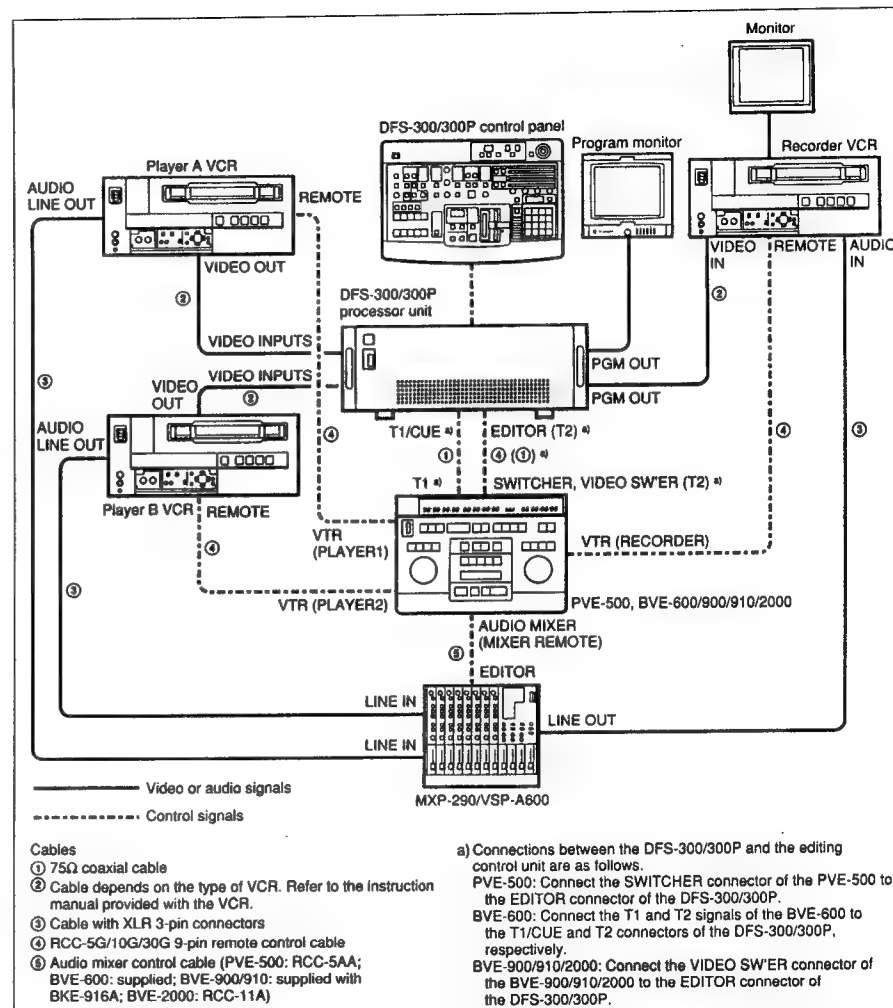 Monitor
DFS-300/300P control panel
Program monitor
Recorder VCR
Player A VCR
AUDIO
LINE OUT
REMOTE
VIDEO OUT
VIDEO
IN
REMOTE
AUDIO
IN
②
②
DFS-300/300P
processor unit
VIDEO INPUTS
PGM OUT
③
VIDEO
OUT
VIDEO INPUTS
②
PGM OUT
AUDIO
LINE OUT
④
T1/CUE a)
EDITOR (T2) a)
④
③
①
④ (①) a)
T1 a)
SWITCHER, VIDEO SW'ER (T2) a)
Player B VCR
REMOTE
④
VTR
(PLAYER1)
VTR (RECORDER)
③
VTR (PLAYER2)
PVE-500, BVE-600/900/910/2000
AUDIO MIXER
(MIXER REMOTE)
⑤
EDITOR
LINE IN
LINE OUT
LINE IN
MXP-290/VSP-A600
Video or audio signals
Control signals
Cables
① 75Ω coaxial cable
② Cable depends on the type of VCR. Refer to the instruction
manual provided with the VCR.
③ Cable with XLR 3-pin connectors
④ RCC-5G/10G/30G 9-pin remote control cable
⑤ Audio mixer control cable (PVE-500: RCC-5AA;
BVE-600: supplied; BVE-900/910: supplied with
BKE-916A; BVE-2000: RCC-11A)
a) Connections between the DFS-300/300P and the editing
control unit are as follows.
PVE-500: Connect the SWITCHER connector of the PVE-500 to
the EDITOR connector of the DFS-300/300P.
BVE-600: Connect the T1 and T2 signals of the BVE-600 to
the T1/CUE and T2 connectors of the DFS-300/300P,
respectively.
BVE-900/910/2000: Connect the VIDEO SW'ER connector of
the BVE-900/910/2000 to the EDITOR connector of
the DFS-300/300P.